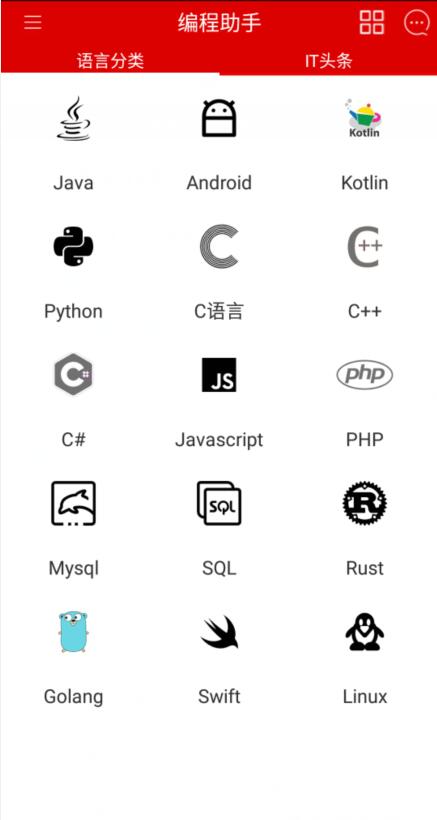 编程助手
语言分类 IT头条
Kotlin
Java Android Kotlin
C ++
Python C语言 C++
C# JS php
C# Javascript PHP
SQL R
Mysql SQL Rust
Golang Swift Linux